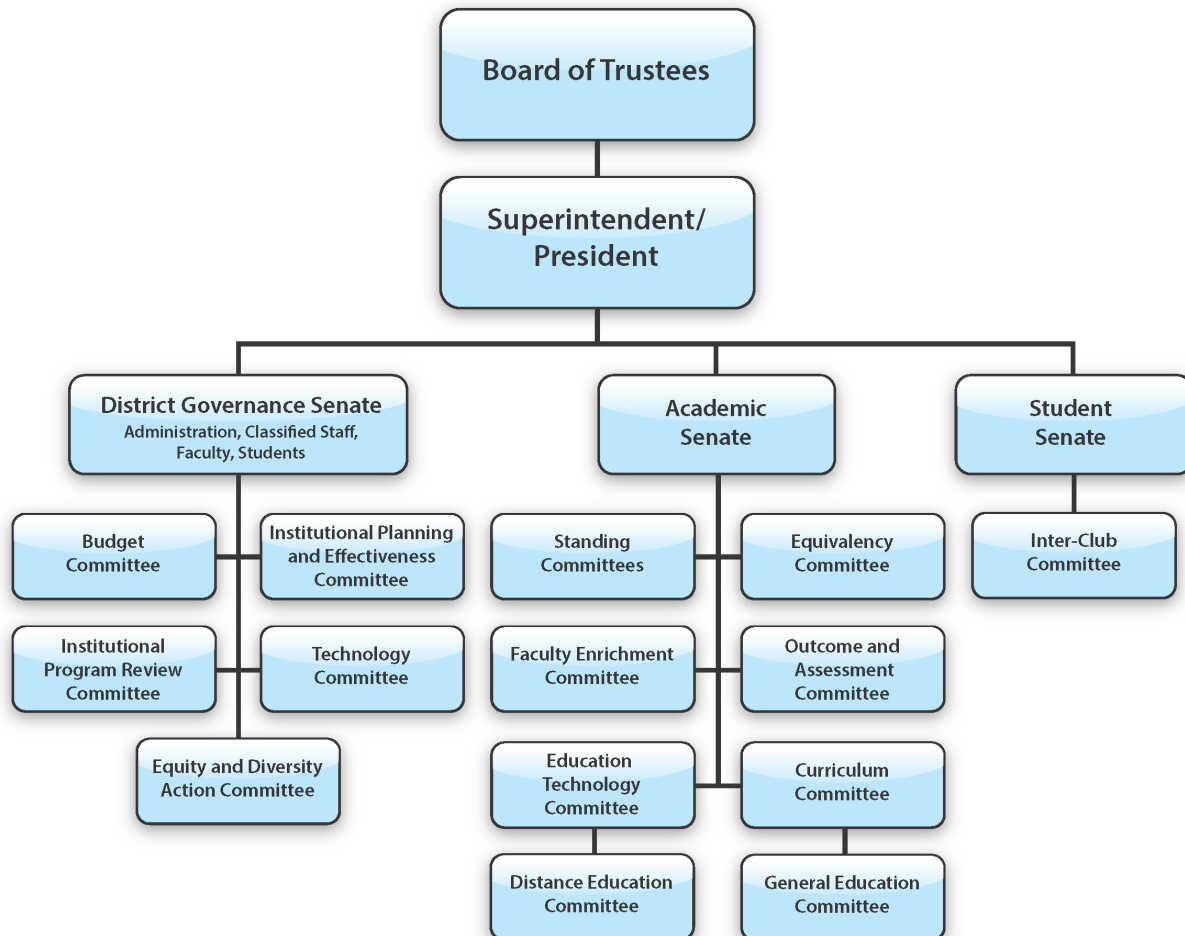 Board of Trustees
Superintendent/
President
District Governance Senate
Administration, Classified Staff,
Faculty, Students
Academic
Senate
Student
Senate
Budget
Committee
Institutional Planning
and Effectiveness
Committee
Standing
Committees
Equivalency
Committee
Inter-Club
Committee
Institutional
Program Review
Committee
Technology
Committee
Faculty Enrichment
Committee
Outcome and
Assessment
Committee
Equity and Diversity
Action Committee
Education
Technology
Committee
Curriculum
Committee
Distance Education
Committee
General Education
Committee